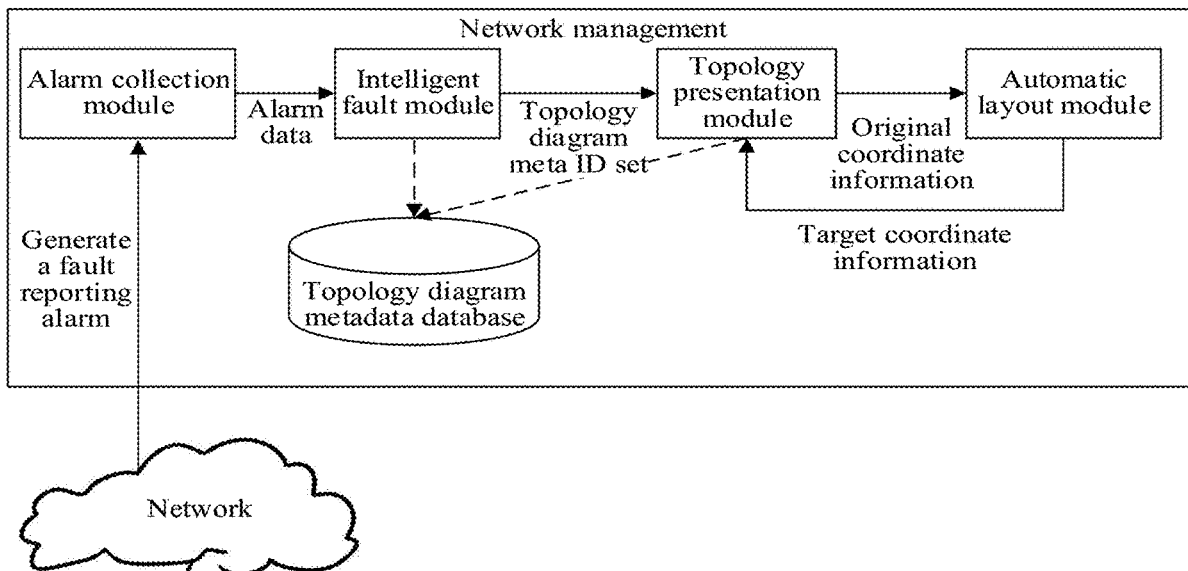 Network management
Alarm collection
module
Alarm
data
Intelligent
fault module
Topology
diagram
meta ID set
Topology
presentation
module
Original
coordinate
information
Automatic
layout module
Target coordinate
information
Generate
a fault
reporting
alarm
Topology diagram
metadata database
Network